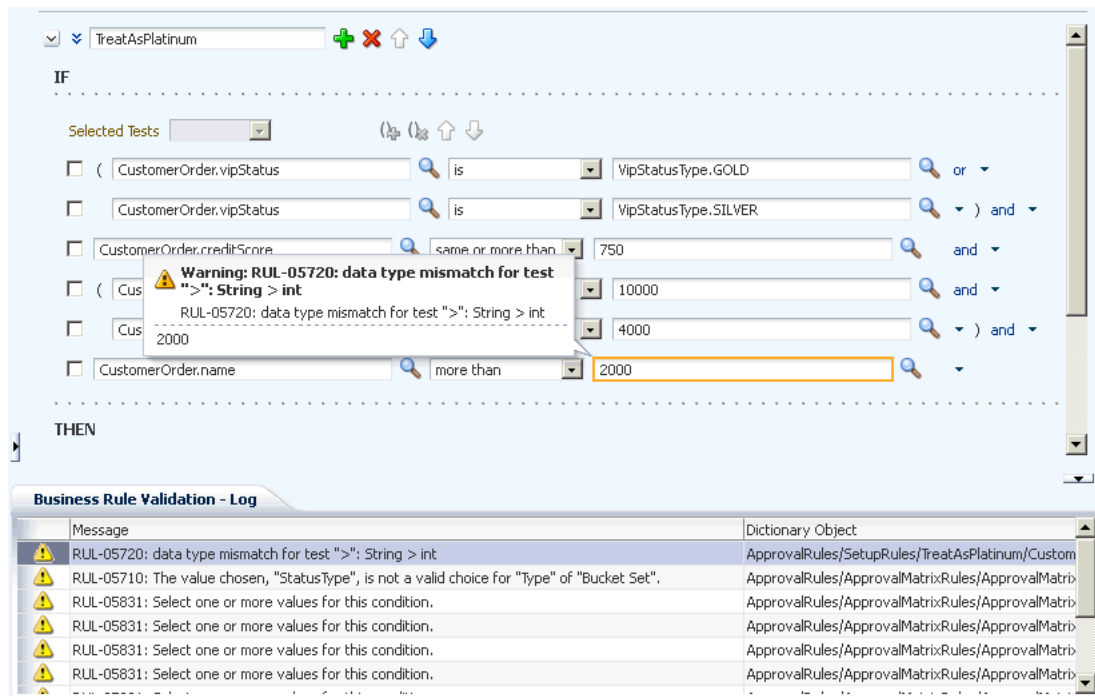 TreatAsPlatinum
IF
Selected Tests ()
( CustomerOrder.vipStatus is VipStatusType.GOLD or
CustomerOrder.vipStatus is VipStatusType.SILVER ) and
CustomerOrder.creditScore same or more than 750 and
Warning: RUL-05720: data type mismatch for test
">": String > int
RUL-05720: data type mismatch for test ">": String > int
2000
( Cus 10000 and
Cus 4000 ) and
CustomerOrder.name more than 2000
THEN
Business Rule Validation - Log
Message Dictionary Object
RUL-05720: data type mismatch for test ">": String > int ApprovalRules/SetupRules/TreatAsPlatinum/Custom
RUL-05710: The value chosen, "StatusType", is not a valid choice for "Type" of "Bucket Set". ApprovalRules/ApprovalMatrixRules/ApprovalMatrix
RUL-05831: Select one or more values for this condition. ApprovalRules/ApprovalMatrixRules/ApprovalMatrix
RUL-05831: Select one or more values for this condition. ApprovalRules/ApprovalMatrixRules/ApprovalMatrix
RUL-05831: Select one or more values for this condition. ApprovalRules/ApprovalMatrixRules/ApprovalMatrix
RUL-05831: Select one or more values for this condition. ApprovalRules/ApprovalMatrixRules/ApprovalMatrix